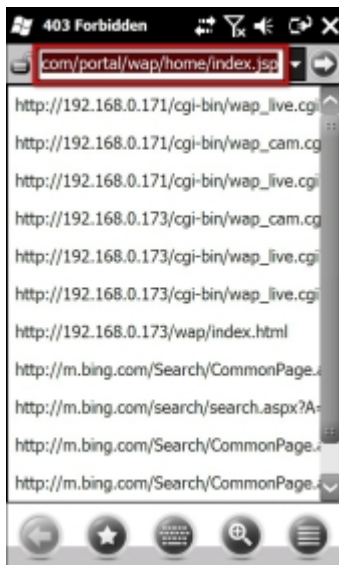 403 Forbidden
com/portal/wap/home/index.jsp
http://192.168.0.171/cgi-bin/wap_live.cgi
http://192.168.0.171/cgi-bin/wap_cam.cg
http://192.168.0.171/cgi-bin/wap_live.cgi
http://192.168.0.173/cgi-bin/wap_cam.cg
http://192.168.0.173/cgi-bin/wap_live.cgi
http://192.168.0.173/cgi-bin/wap_live.cgi
http://192.168.0.173/wap/index.html
http://m.bing.com/Search/CommonPage.a
http://m.bing.com/search/search.aspx?A=
http://m.bing.com/Search/CommonPage.a
http://m.bing.com/Search/CommonPage.a